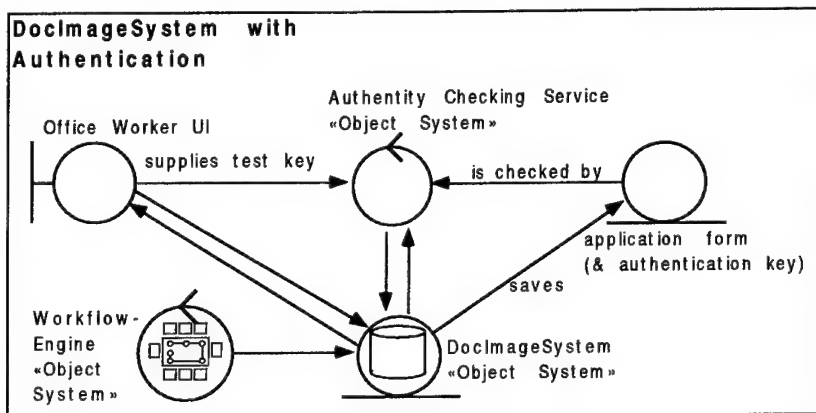 DocImageSystem with
Authentication
Authentity Checking Service
«Object System»
Office Worker UI
supplies test key
is checked by
application form
(& authentication key)
saves
Workflow-
Engine
«Object
System»
DocImageSystem
«Object System»